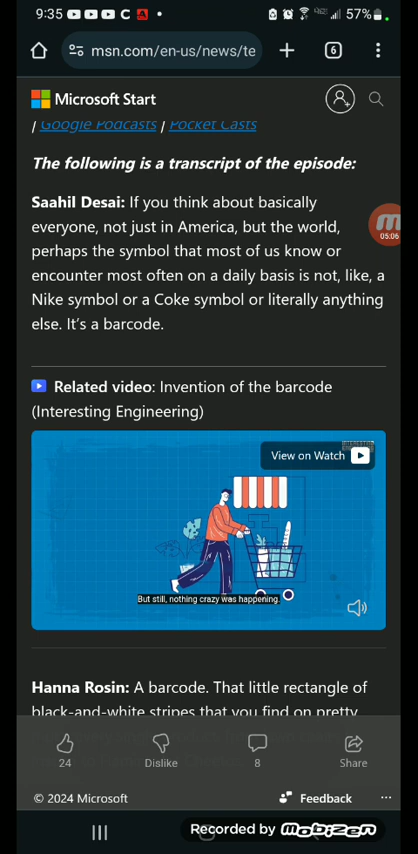 9:35 57%
msn.com/en-us/news/te 6
Microsoft Start
| Google Podcasts | Pocket Casts
The following is a transcript of the episode:
Saahil Desai: If you think about basically
everyone, not just in America, but the world,
perhaps the symbol that most of us know or
encounter most often on a daily basis is not, like, a
Nike symbol or a Coke symbol or literally anything
else. It's a barcode.
05:06
Related video: Invention of the barcode
(Interesting Engineering)
View on Watch
But still, nothing crazy was happening.
Hanna Rosin: A barcode. That little rectangle of
black-and-white stripes that you find on pretty
24 Dislike 8 Share
© 2024 Microsoft Feedback ...
Recorded by mobizen